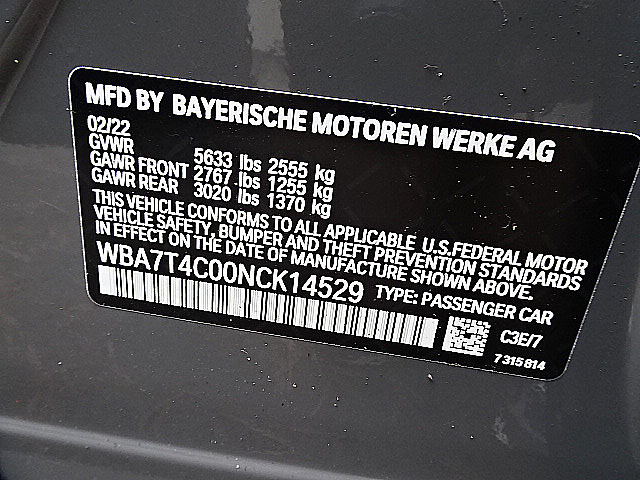 MFD BY BAYERISCHE MOTOREN WERKE AG
02/22
GVWR 5633 lbs 2555 kg
GAWR FRONT 2767 lbs 1255 kg
GAWR REAR 3020 lbs 1370 kg
THIS VEHICLE CONFORMS TO ALL APPLICABLE U.S.FEDERAL MOTOR
VEHICLE SAFETY, BUMPER AND THEFT PREVENTION STANDARDS
IN EFFECT ON THE DATE OF MANUFACTURE SHOWN ABOVE.
WBA7T4C00NCK14529 TYPE: PASSENGER CAR
C3E/7
7315814